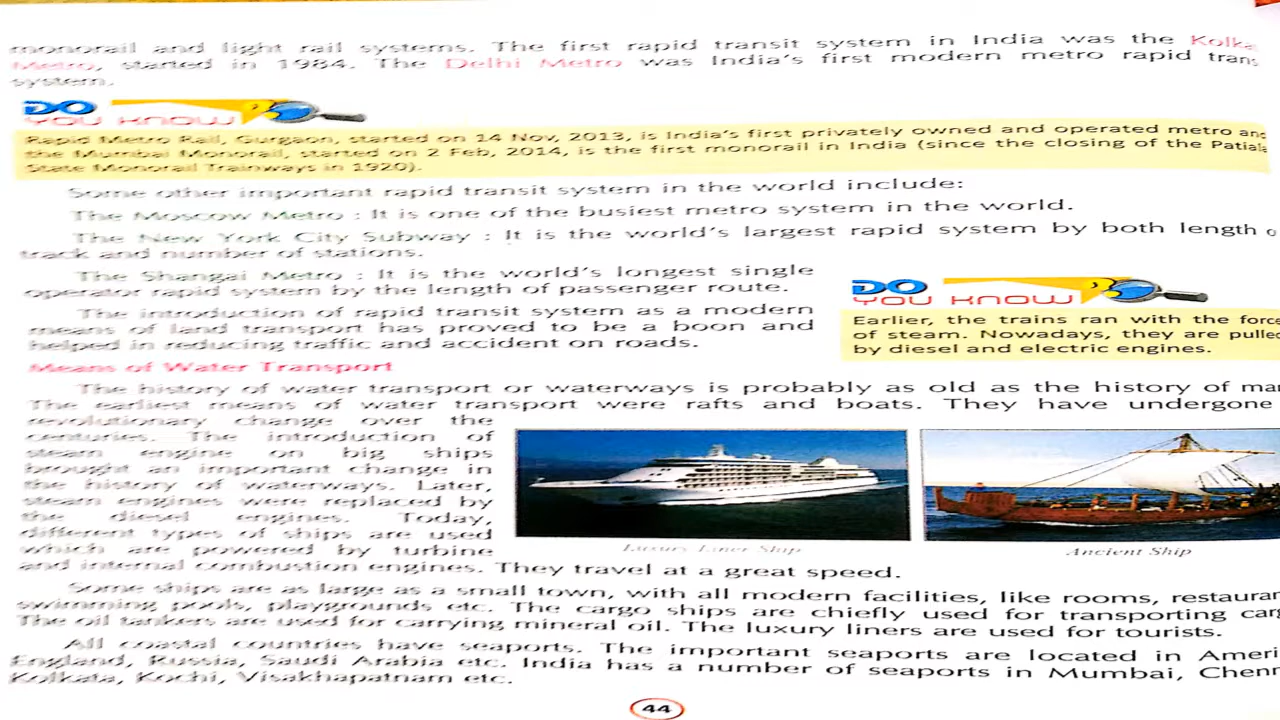 monorail and light rail systems. The first rapid transit system in India was the Kolka
Metro, started in 1984. The Delhi Metro was India's first modern metro rapid trans
system.
DO
YOU KNOW
Rapid Metro Rail, Gurgaon, started on 14 Nov, 2013, is India's first privately owned and operated metro and
the Mumbai Monorail, started on 2 Feb, 2014, is the first monorail in India (since the closing of the Patiala
State Monorail Trainways in 1920).
Some other important rapid transit system in the world include:
The Moscow Metro : It is one of the busiest metro system in the world.
The New York City Subway : It is the world's largest rapid system by both length o
track and number of stations.
The Shangai Metro : It is the world's longest single
operator rapid system by the length of passenger route.
The introduction of rapid transit system as a modern
means of land transport has proved to be a boon and
helped in reducing traffic and accident on roads.
DO
YOU KNOW
Earlier, the trains ran with the force
of steam. Nowadays, they are pulled
by diesel and electric engines.
Means of Water Transport
The history of water transport or waterways is probably as old as the history of man
The earliest means of water transport were rafts and boats. They have undergone
revolutionary change over the
centuries. The introduction of
steam engine on big ships
brought an important change in
the history of waterways. Later,
steam engines were replaced by
the diesel engines. Today,
different types of ships are used
which are powered by turbine
and internal combustion engines. They travel at a great speed.
Luxury Liner Ship
Ancient Ship
Some ships are as large as a small town, with all modern facilities, like rooms, restauran
swimming pools, playgrounds etc. The cargo ships are chiefly used for transporting carg
The oil tankers are used for carrying mineral oil. The luxury liners are used for tourists.
All coastal countries have seaports. The important seaports are located in Ameri
England, Russia, Saudi Arabia etc. India has a number of seaports in Mumbai, Chenn
Kolkata, Kochi, Visakhapatnam etc.
44